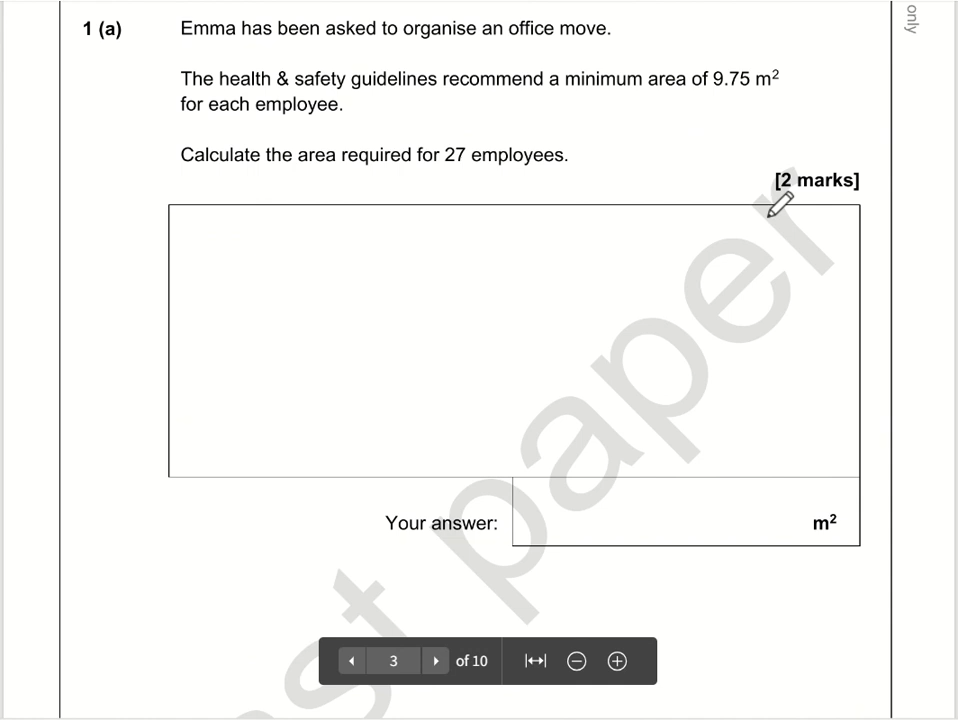 only
1 (a) Emma has been asked to organise an office move.
The health & safety guidelines recommend a minimum area of 9.75 m²
for each employee.
Calculate the area required for 27 employees.
[2 marks]
Your answer: m²
st paper
3 of 10